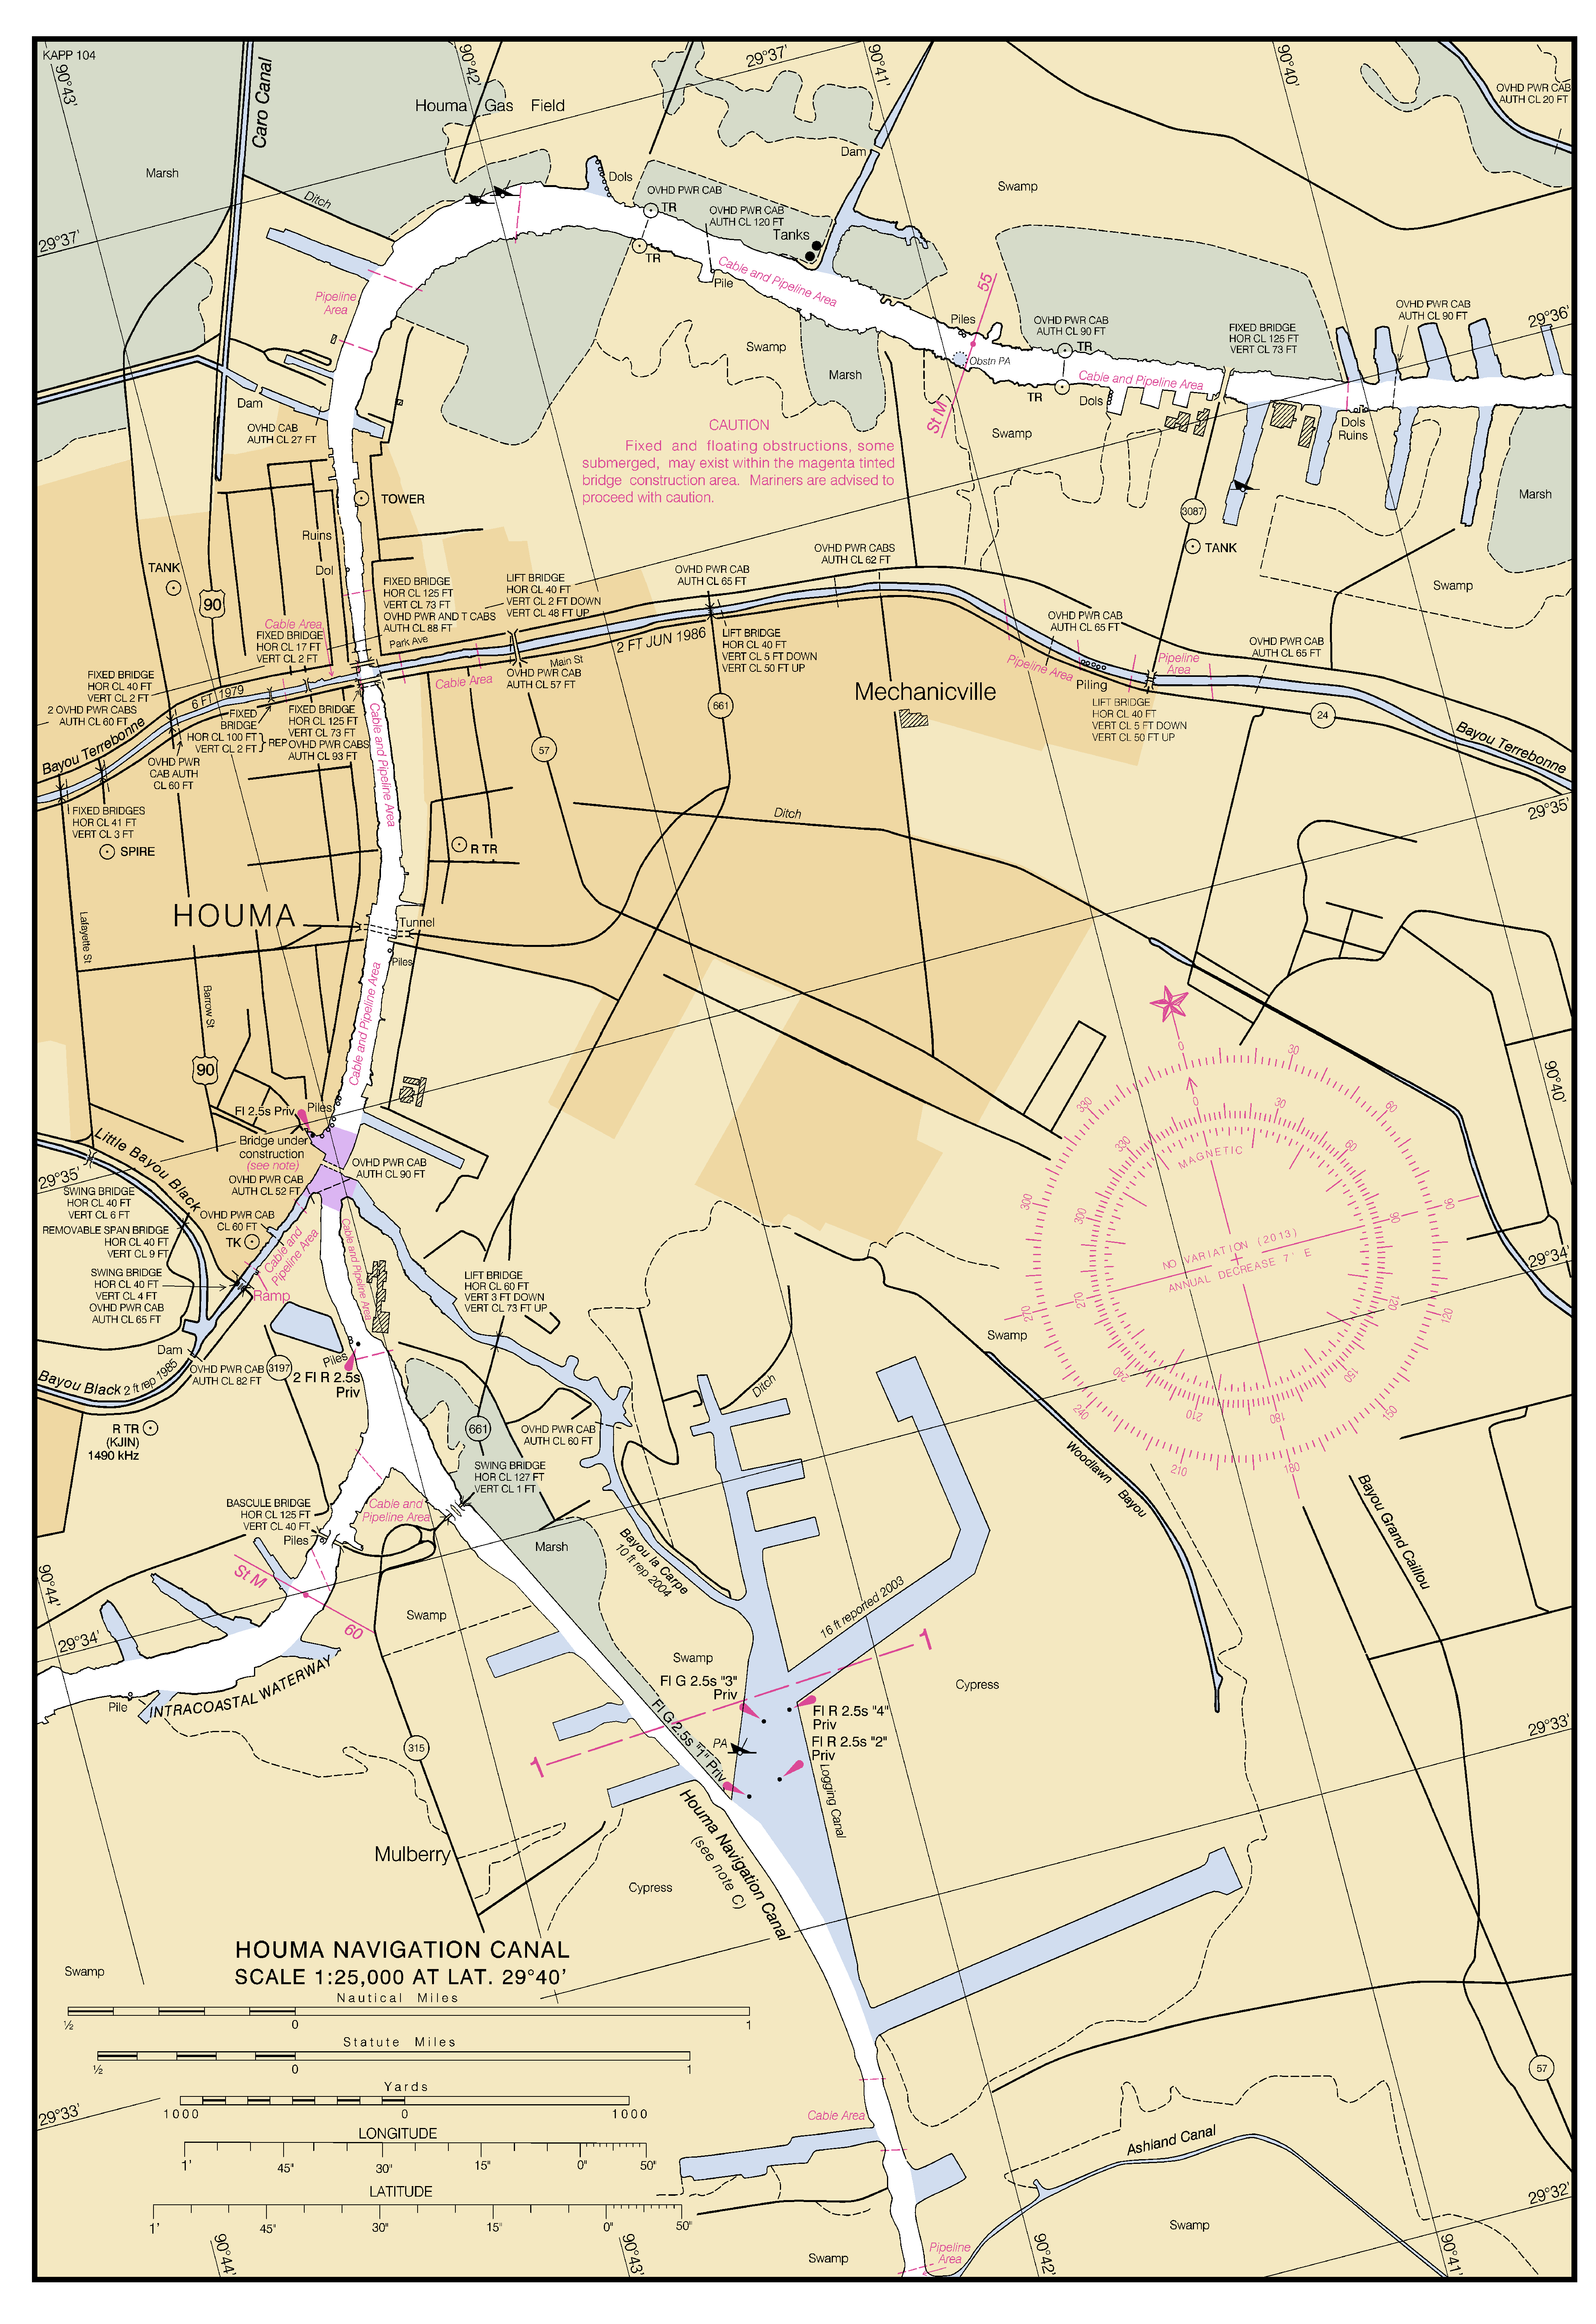 KAPP 104
90°43'
Caro Canal
90°42'
29°37'
90°41'
90°40'
OVHD PWR CAB
AUTH CL 20 FT
Houma Gas Field
Marsh
Ditch
Dols
OVHD PWR CAB
TR
OVHD PWR CAB
AUTH CL 120 FT
Tanks
Dam
Swamp
29°37'
TR
Pile
Cable and Pipeline Area
Pipeline
Area
55
Piles
Obstn PA
St M
OVHD PWR CAB
AUTH CL 90 FT
TR
TR
Dols
Cable and Pipeline Area
FIXED BRIDGE
HOR CL 125 FT
VERT CL 73 FT
OVHD PWR CAB
AUTH CL 90 FT
29°36'
Swamp
Marsh
Dam
OVHD CAB
AUTH CL 27 FT
Swamp
Dols
Ruins
Marsh
CAUTION
Fixed and floating obstructions, some
submerged, may exist within the magenta tinted
bridge construction area. Mariners are advised to
proceed with caution.
TOWER
Ruins
Dol
TANK
90
3087
TANK
Swamp
FIXED BRIDGE
HOR CL 125 FT
VERT CL 73 FT
OVHD PWR AND T CABS
AUTH CL 88 FT
Park Ave
LIFT BRIDGE
HOR CL 40 FT
VERT CL 2 FT DOWN
VERT CL 48 FT UP
OVHD PWR CAB
AUTH CL 65 FT
OVHD PWR CABS
AUTH CL 62 FT
OVHD PWR CAB
AUTH CL 65 FT
OVHD PWR CAB
AUTH CL 65 FT
Cable Area
FIXED BRIDGE
HOR CL 17 FT
VERT CL 2 FT
FIXED BRIDGE
HOR CL 40 FT
VERT CL 2 FT
2 OVHD PWR CABS
AUTH CL 60 FT
6 FT 1979
Bayou Terrebonne
FIXED
BRIDGE
HOR CL 100 FT
VERT CL 2 FT
REP
FIXED BRIDGE
HOR CL 125 FT
VERT CL 73 FT
OVHD PWR CABS
AUTH CL 93 FT
OVHD PWR
CAB AUTH
CL 60 FT
Cable Area
Main St
OVHD PWR CAB
AUTH CL 57 FT
2 FT JUN 1986
LIFT BRIDGE
HOR CL 40 FT
VERT CL 5 FT DOWN
VERT CL 50 FT UP
Mechanicville
Pipeline Area
Piling
Pipeline
Area
LIFT BRIDGE
HOR CL 40 FT
VERT CL 5 FT DOWN
VERT CL 50 FT UP
24
Bayou Terrebonne
29°35'
661
57
Cable and Pipeline Area
FIXED BRIDGES
HOR CL 41 FT
VERT CL 3 FT
SPIRE
R TR
Ditch
HOUMA
Tunnel
Piles
Lafayette St
Barrow St
90
Cable and Pipeline Area
Fl 2.5s Priv
Piles
Bridge under
construction
(see note)
OVHD PWR CAB
AUTH CL 52 FT
OVHD PWR CAB
AUTH CL 90 FT
29°35'
Little Bayou Black
SWING BRIDGE
HOR CL 40 FT
VERT CL 6 FT
REMOVABLE SPAN BRIDGE
HOR CL 40 FT
VERT CL 9 FT
SWING BRIDGE
HOR CL 40 FT
VERT CL 4 FT
OVHD PWR CAB
AUTH CL 65 FT
OVHD PWR CAB
CL 60 FT
TK
Cable and
Pipeline Area
Ramp
Cable and Pipeline Area
Dam
Bayou Black 2 ft rep 1985
OVHD PWR CAB
AUTH CL 82 FT
3197
Piles
2 Fl R 2.5s
Priv
LIFT BRIDGE
HOR CL 60 FT
VERT 3 FT DOWN
VERT CL 73 FT UP
R TR
(KJIN)
1490 kHz
661
OVHD PWR CAB
AUTH CL 60 FT
SWING BRIDGE
HOR CL 127 FT
VERT CL 1 FT
BASCULE BRIDGE
HOR CL 125 FT
VERT CL 40 FT
Piles
Cable and
Pipeline Area
Marsh
Ditch
Bayou la Carpe
10 ft rep 2004
16 ft reported 2003
Swamp
Woodlawn Bayou
Bayou Grand Caillou
90°40'
29°34'
0 30 60 90 120 150 180 210 240 270 300 330
0 30 60 90 120 150 180 210 240 270 300 330
MAGNETIC
NO VARIATION (2013)
ANNUAL DECREASE 7' E
90°44'
St M
60
29°34'
Swamp
Pile
INTRACOASTAL WATERWAY
315
Swamp
Fl G 2.5s "3"
Priv
1
Fl R 2.5s "4"
Priv
Fl R 2.5s "2"
Priv
PA
Fl G 2.5s "1" Priv
1
Logging Canal
Cypress
29°33'
Houma Navigation Canal
(see note C)
Mulberry
Cypress
HOUMA NAVIGATION CANAL
SCALE 1:25,000 AT LAT. 29°40'
Swamp
Nautical Miles
½ 0 1
Statute Miles
½ 0 1
Yards
1000 0 1000
LONGITUDE
1' 45" 30" 15" 0" 50"
LATITUDE
1' 45" 30" 15" 0" 50"
29°33'
57
Cable Area
Ashland Canal
29°32'
Swamp
Swamp
Pipeline
Area
90°44'
90°43'
90°42'
90°41'